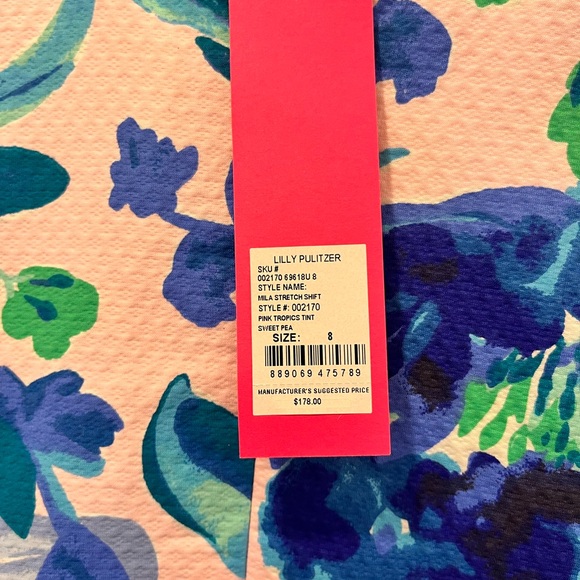 LILLY PULITZER
SKU #
002170 69618U 8
STYLE NAME:
MILA STRETCH SHIFT
STYLE #: 002170
PINK TROPICS TINT
SWEET PEA
SIZE: 8
889069 475789
MANUFACTURER'S SUGGESTED PRICE
$178.00